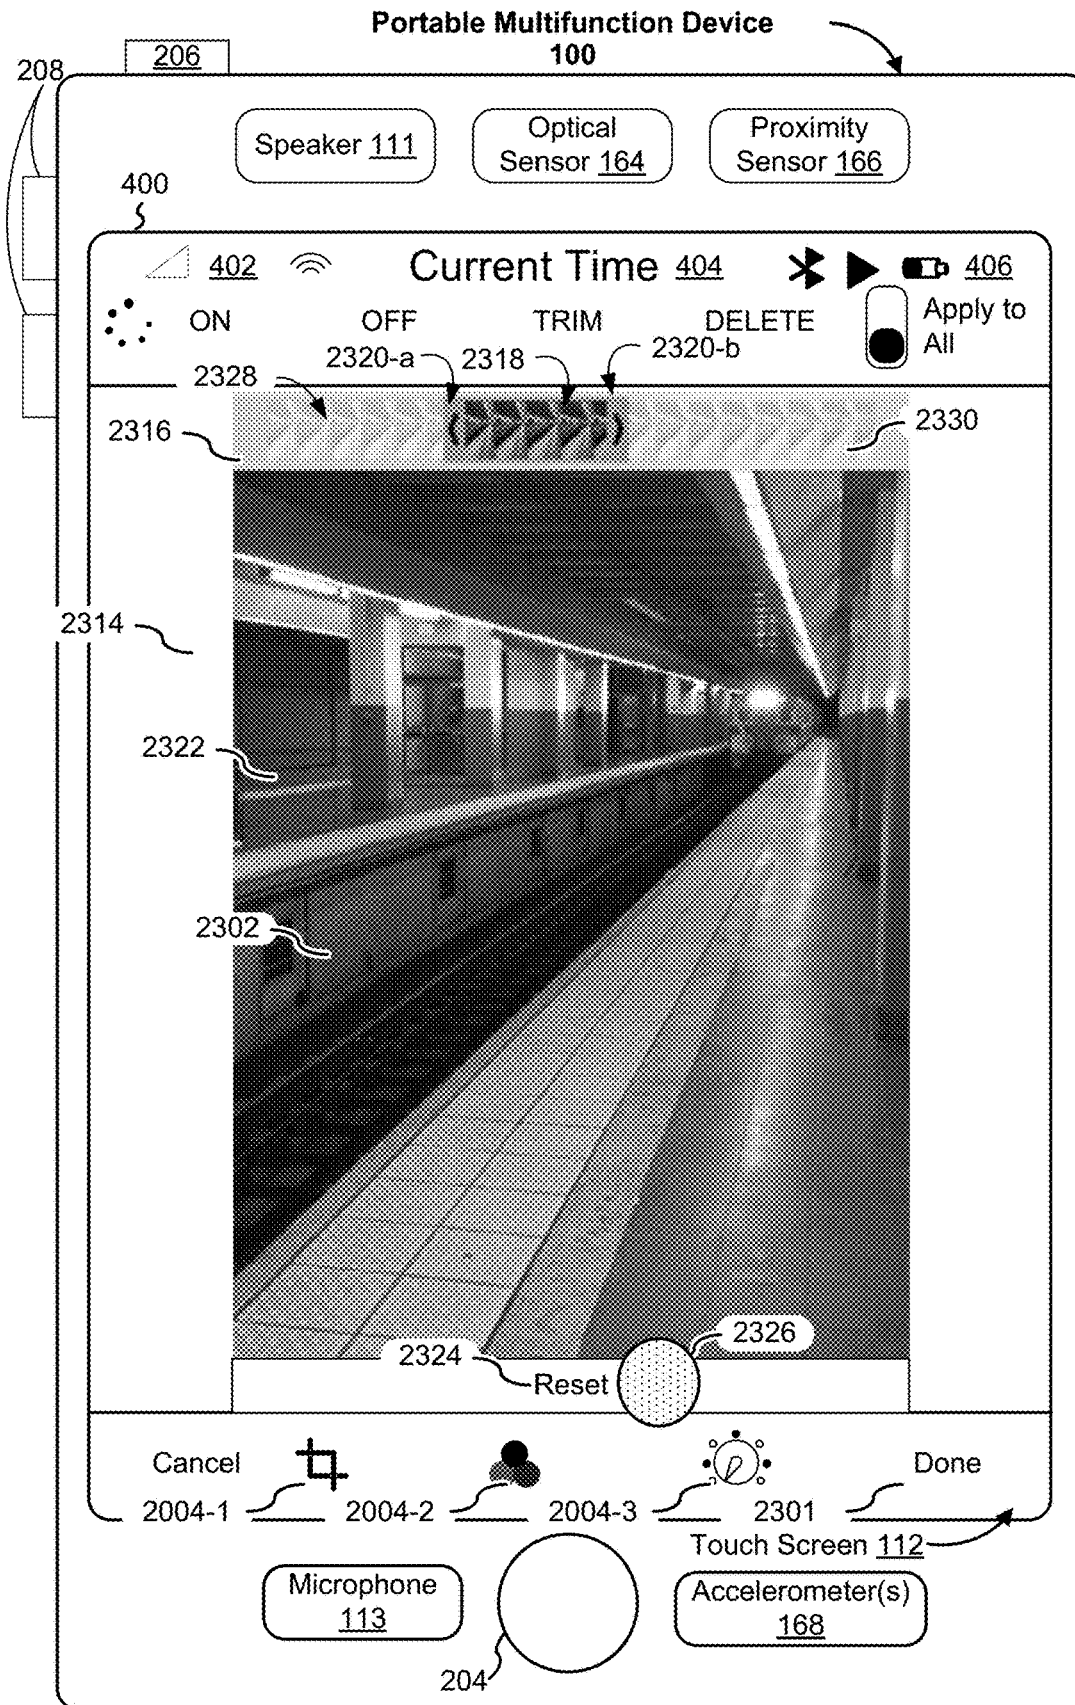 Portable Multifunction Device
100
206
208
Speaker 111
Optical
Sensor 164
Proximity
Sensor 166
400
402
Current Time 404
406
ON
OFF
TRIM
DELETE
Apply to
All
2320-a
2318
2320-b
2328
2316
2330
2314
2322
2302
2326
2324
Reset
Cancel
Done
2004-1
2004-2
2004-3
2301
Touch Screen 112
Microphone
113
Accelerometer(s)
168
204